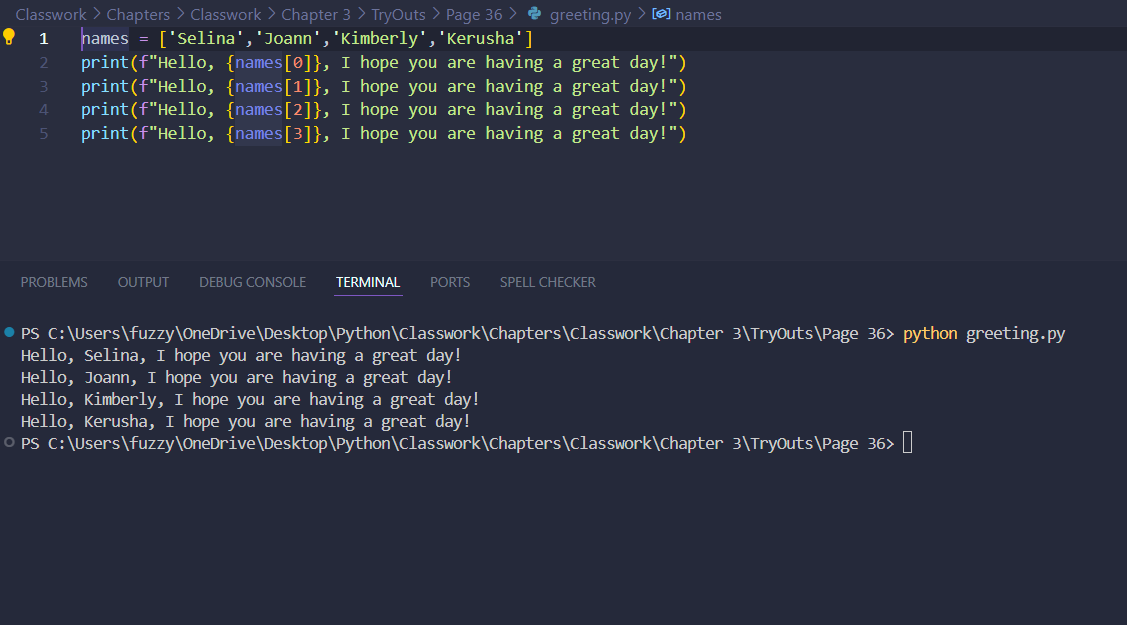 Classwork > Chapters > Classwork > Chapter 3 > TryOuts > Page 36 > greeting.py > names
1 names = ['Selina','Joann','Kimberly','Kerusha']
2 print(f"Hello, {names[0]}, I hope you are having a great day!")
3 print(f"Hello, {names[1]}, I hope you are having a great day!")
4 print(f"Hello, {names[2]}, I hope you are having a great day!")
5 print(f"Hello, {names[3]}, I hope you are having a great day!")
PROBLEMS OUTPUT DEBUG CONSOLE TERMINAL PORTS SPELL CHECKER
PS C:\Users\fuzzy\OneDrive\Desktop\Python\Classwork\Chapters\Classwork\Chapter 3\TryOuts\Page 36> python greeting.py
Hello, Selina, I hope you are having a great day!
Hello, Joann, I hope you are having a great day!
Hello, Kimberly, I hope you are having a great day!
Hello, Kerusha, I hope you are having a great day!
PS C:\Users\fuzzy\OneDrive\Desktop\Python\Classwork\Chapters\Classwork\Chapter 3\TryOuts\Page 36>